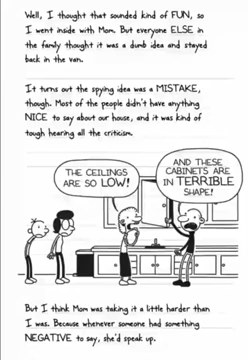 Well, I thought that sounded kind of FUN, so
I went inside with Mom. But everyone ELSE in
the family thought it was a dumb idea and stayed
back in the van.
It turns out the spying idea was a MISTAKE,
though. Most of the people didn't have anything
NICE to say about our house, and it was kind of
tough hearing all the criticism.
THE CEILINGS
ARE SO LOW!
AND THESE
CABINETS ARE
IN TERRIBLE
SHAPE!
But I think Mom was taking it a little harder than
I was. Because whenever someone had something
NEGATIVE to say, she'd speak up.